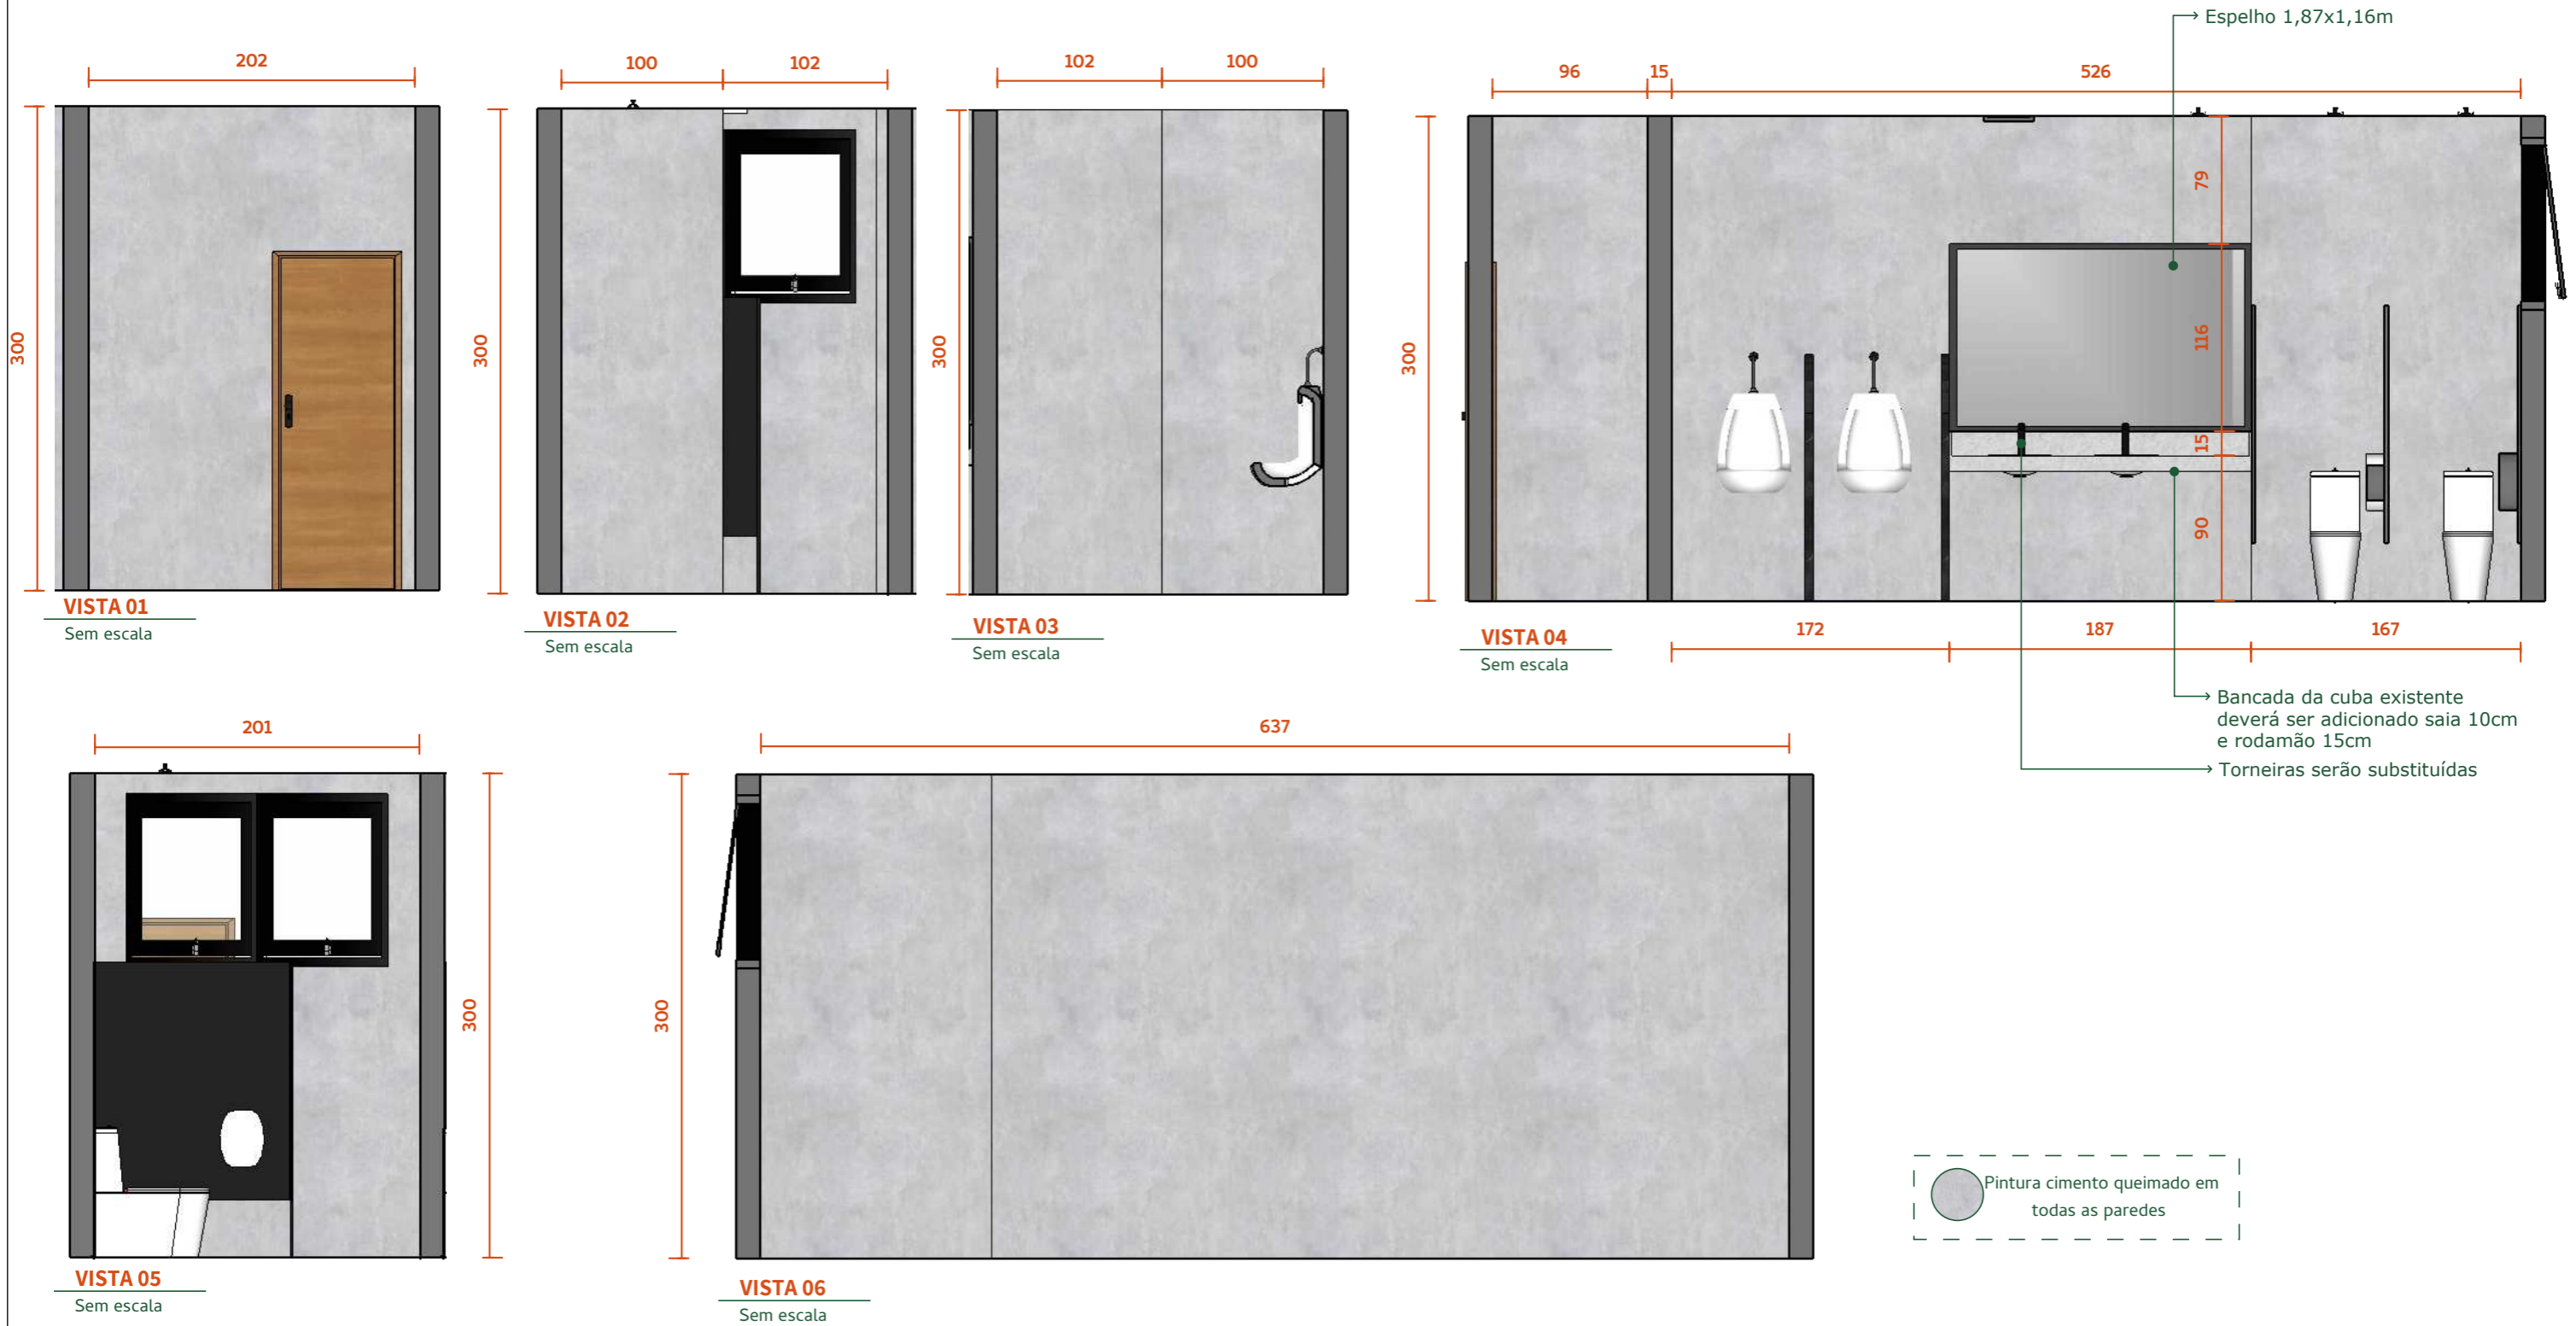 202
300
VISTA 01
Sem escala
100
102
300
VISTA 02
Sem escala
102
100
300
VISTA 03
Sem escala
Espelho 1,87x1,16m
96
15
526
300
79
116
15
90
172
187
167
VISTA 04
Sem escala
Bancada da cuba existente
deverá ser adicionado saia 10cm
e rodamão 15cm
Torneiras serão substituídas
201
300
VISTA 05
Sem escala
637
300
VISTA 06
Sem escala
Pintura cimento queimado em
todas as paredes